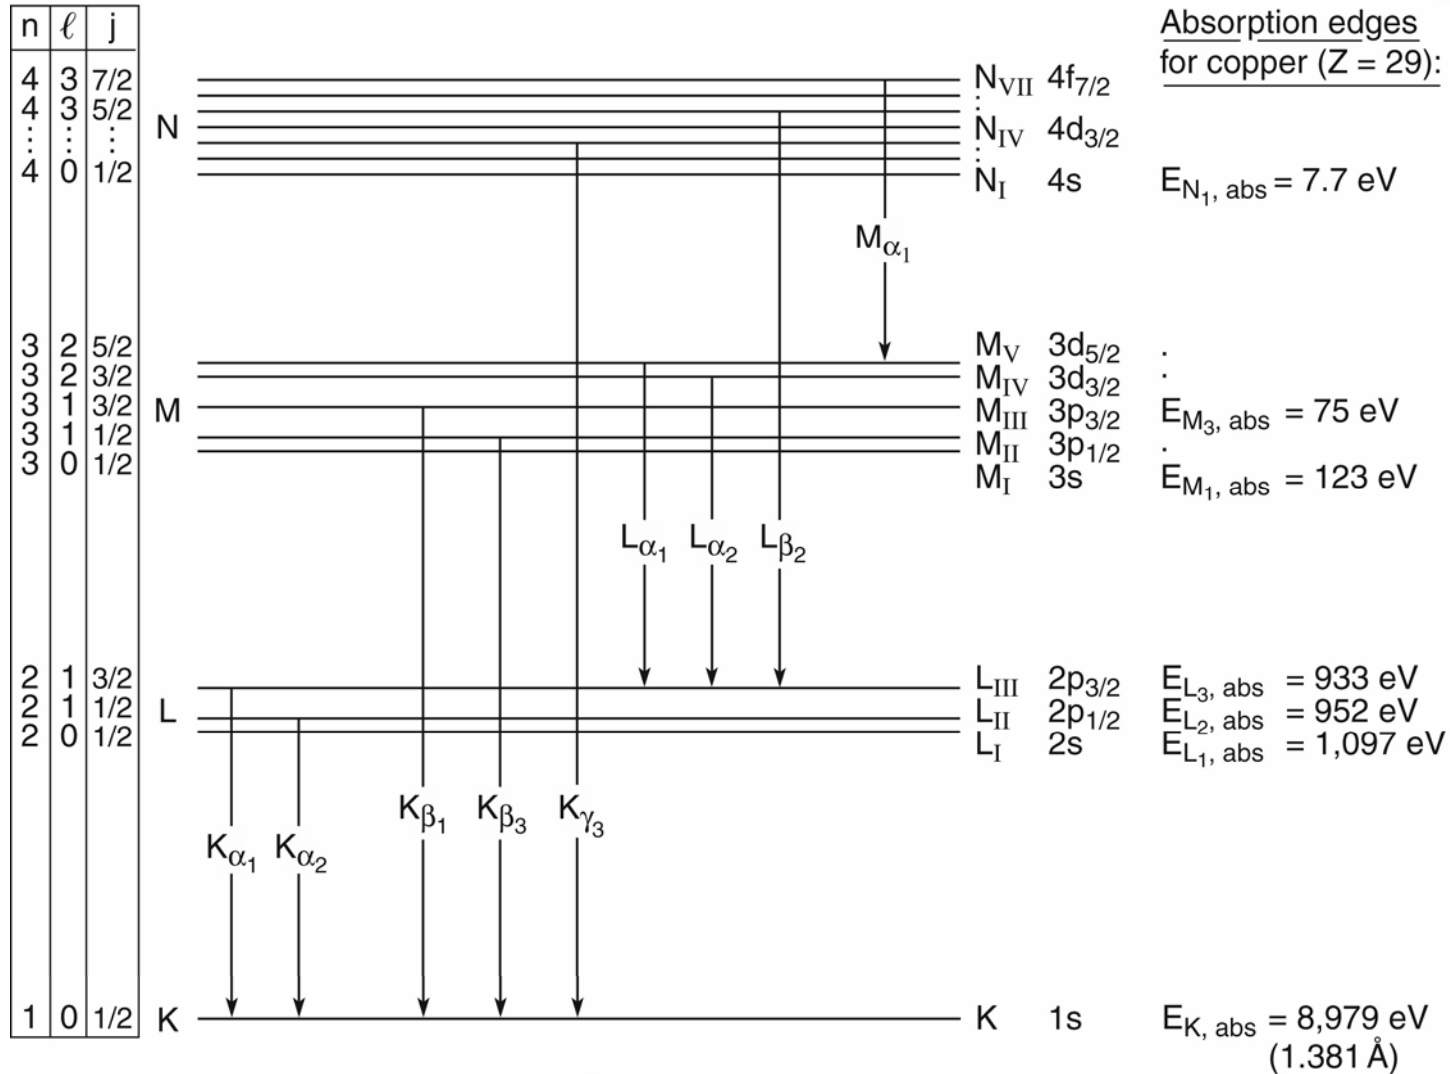 n ℓ j
Absorption edges
for copper (Z = 29):
4 3 7/2
N_VII 4f_7/2
4 3 5/2
⋮ ⋮ ⋮
N
N_IV 4d_3/2
4 0 1/2
N_I 4s
E_N₁, abs = 7.7 eV
M_α₁
3 2 5/2
M_V 3d_5/2 .
3 2 3/2
M_IV 3d_3/2 .
3 1 3/2
M
M_III 3p_3/2
E_M₃, abs = 75 eV
3 1 1/2
M_II 3p_1/2 .
3 0 1/2
M_I 3s
E_M₁, abs = 123 eV
L_α₁ L_α₂ L_β₂
2 1 3/2
L_III 2p_3/2
E_L₃, abs = 933 eV
2 1 1/2
L
L_II 2p_1/2
E_L₂, abs = 952 eV
2 0 1/2
L_I 2s
E_L₁, abs = 1,097 eV
K_β₁ K_β₃ K_γ₃
K_α₁ K_α₂
1 0 1/2
K
K 1s
E_K, abs = 8,979 eV
(1.381 Å)